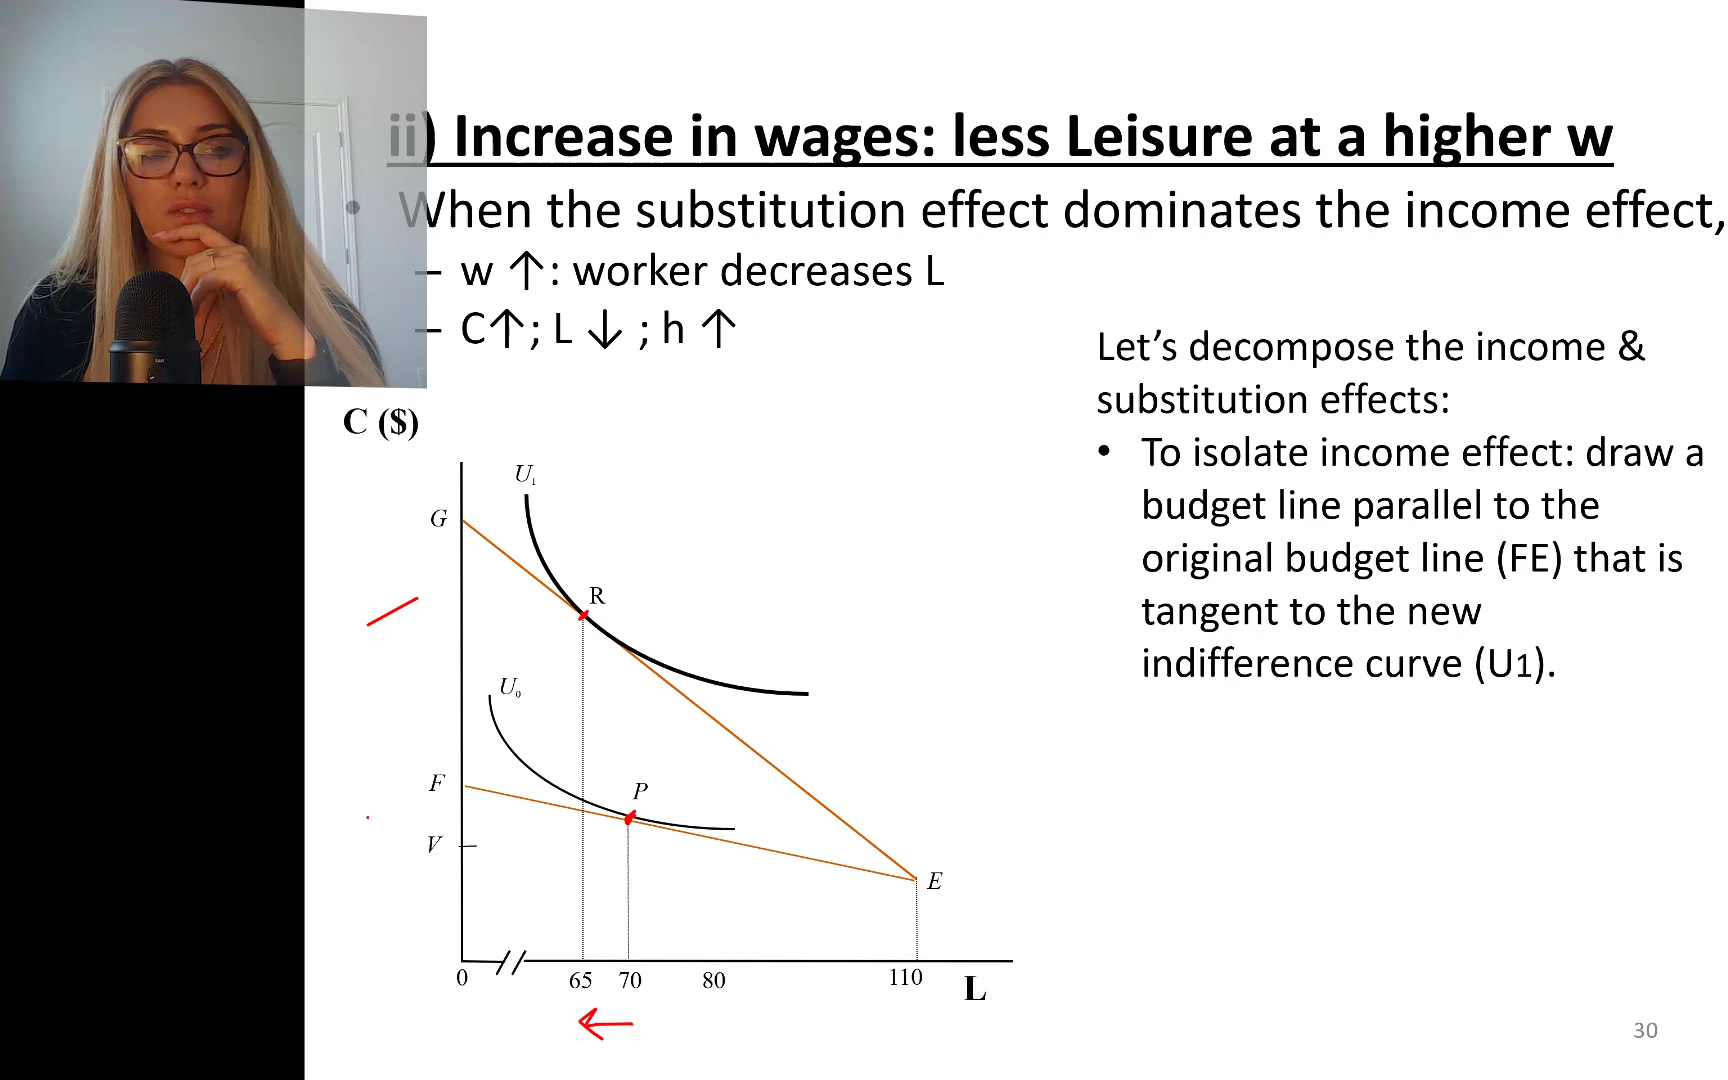 ii) Increase in wages: less Leisure at a higher w
• When the substitution effect dominates the income effect,
– w ↑: worker decreases L
– C↑; L ↓ ; h ↑
Let’s decompose the income &
substitution effects:
• To isolate income effect: draw a
budget line parallel to the
original budget line (FE) that is
tangent to the new
indifference curve (U1).
C ($)
U1
G
R
U0
F
P
V
E
0 65 70 80 110 L
30